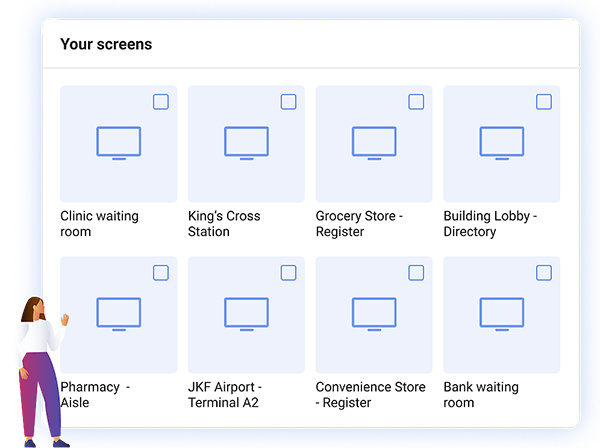 Your screens
Clinic waiting
room
King's Cross
Station
Grocery Store -
Register
Building Lobby -
Directory
Pharmacy -
Aisle
JKF Airport -
Terminal A2
Convenience Store
- Register
Bank waiting
room